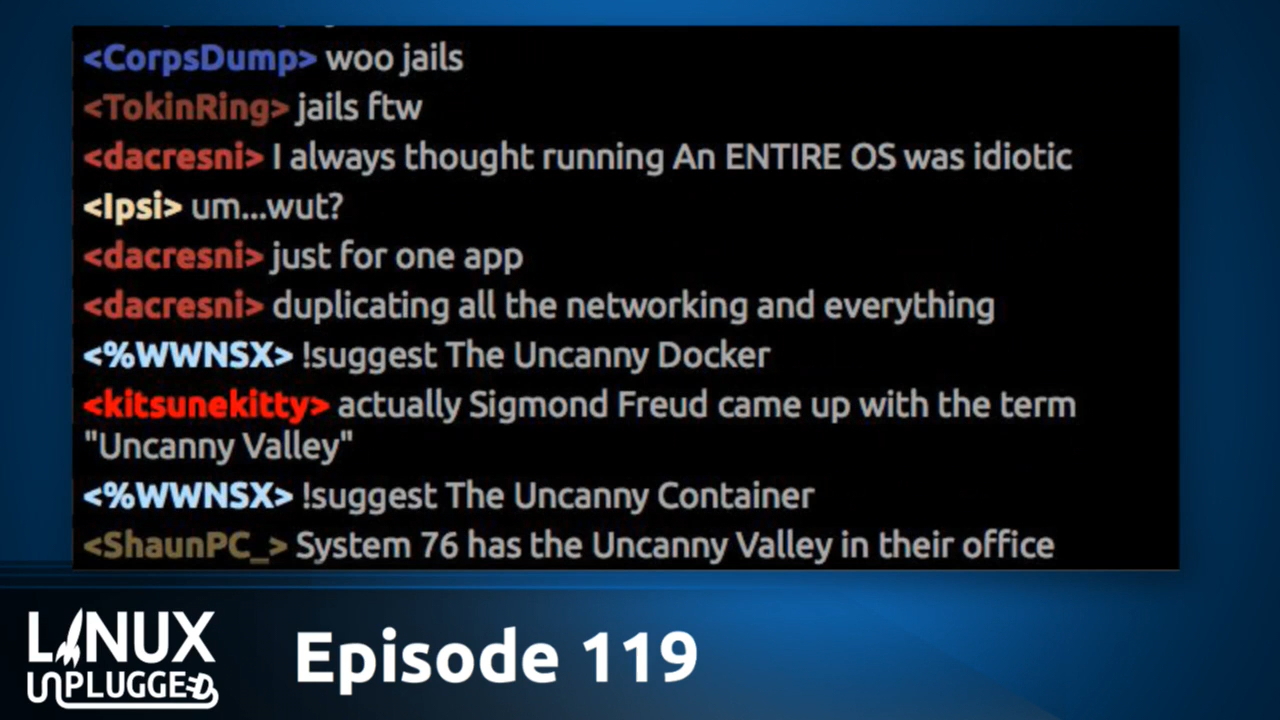 <CorpsDump> woo jails
<TokinRing> jails ftw
<dacresni> I always thought running An ENTIRE OS was idiotic
<Ipsi> um...wut?
<dacresni> just for one app
<dacresni> duplicating all the networking and everything
<%WWNSX> !suggest The Uncanny Docker
<kitsunekitty> actually Sigmond Freud came up with the term
"Uncanny Valley"
<%WWNSX> !suggest The Uncanny Container
<ShaunPC_> System 76 has the Uncanny Valley in their office
LINUX
UNPLUGGED
Episode 119